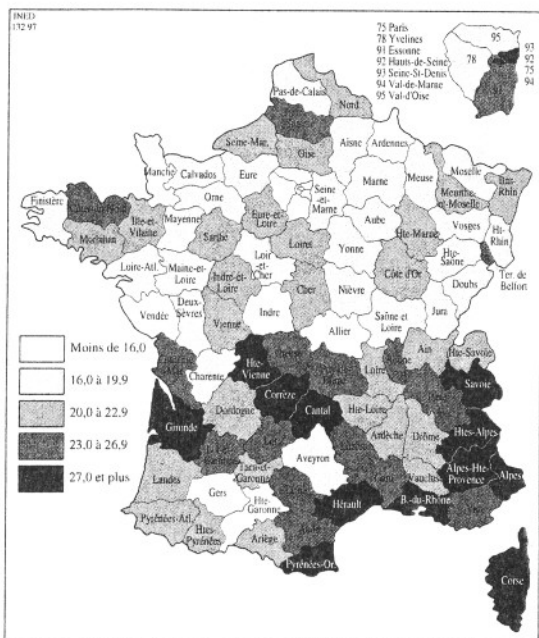 INED
132 97
75 Paris
78 Yvelines
91 Essonne
92 Hauts-de-Seine
93 Seine-St-Denis
94 Val-de-Marne
95 Val-d'Oise
95
78
93
92
75
94
Pas-de-Calais
Nord
Seine-Mar.
Oise
Aisne
Ardennes
Manche
Calvados
Eure
Orne
Seine
et
Marne
Marne
Meuse
Moselle
Meurthe
et-Moselle
Bas-
Rhin
Finistère
Côtes-du-Nord
Ille-et-
Vilaine
Morbihan
Mayenne
Sarthe
Eure-et-
Loire
Loiret
Aube
Hte-Marne
Vosges
Ht-
Rhin
Loire-Atl.
Maine-et-
Loire
Indre-et
Loire
Loir
et
Cher
Cher
Yonne
Nièvre
Côte d'Or
Hte-
Saône
Doubs
Ter. de
Belfort
Vendée
Deux-
Sèvres
Vienne
Indre
Allier
Saône et
Loire
Jura
Ain
Hte-Savoie
Charente
Hte-
Vienne
Creuse
Loire
Savoie
Corrèze
Cantal
Hte-Loire
Dordogne
Gironde
Lot
Ardèche
Drôme
Htes-Alpes
Landes
Tarn-et-
Garonne
Aveyron
Vaucluse
Alpes-Hte-
Provence
Alpes
Gers
Hte-
Garonne
Hérault
B.-du-Rhône
Pyrénées-Atl.
Htes
Pyrénées
Ariège
Aude
Pyrénées-Or.
Corse
Moins de 16,0
16,0 à 19,9
20,0 à 22,9
23,0 à 26,9
27,0 et plus